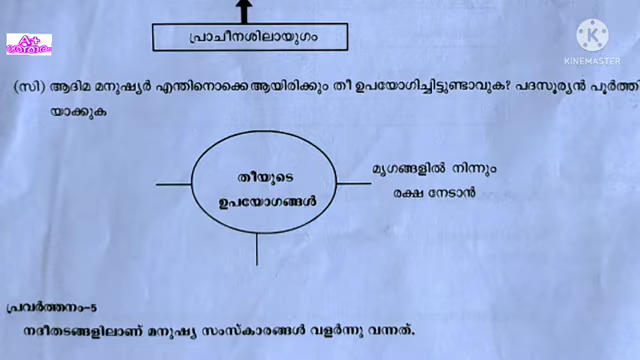 പ്രാചീനശിലായുഗം
A+
KINEMASTER
(സി) ആദിമ മനുഷ്യർ എന്തിനൊക്കെആയിരിക്കും തീ ഉപയോഗിച്ചിട്ടുണ്ടാവുക? പദസൂര്യൻ പൂർത്തി
യാക്കുക
തീയുടെ
ഉപയോഗങ്ങൾ
മൃഗങ്ങളിൽ നിന്നും
രക്ഷ നേടാൻ
പ്രവർത്തനം-5
നദീതടങ്ങളിലാണ് മനുഷ്യ സംസ്കാരങ്ങൾ വളർന്നു വന്നത്.